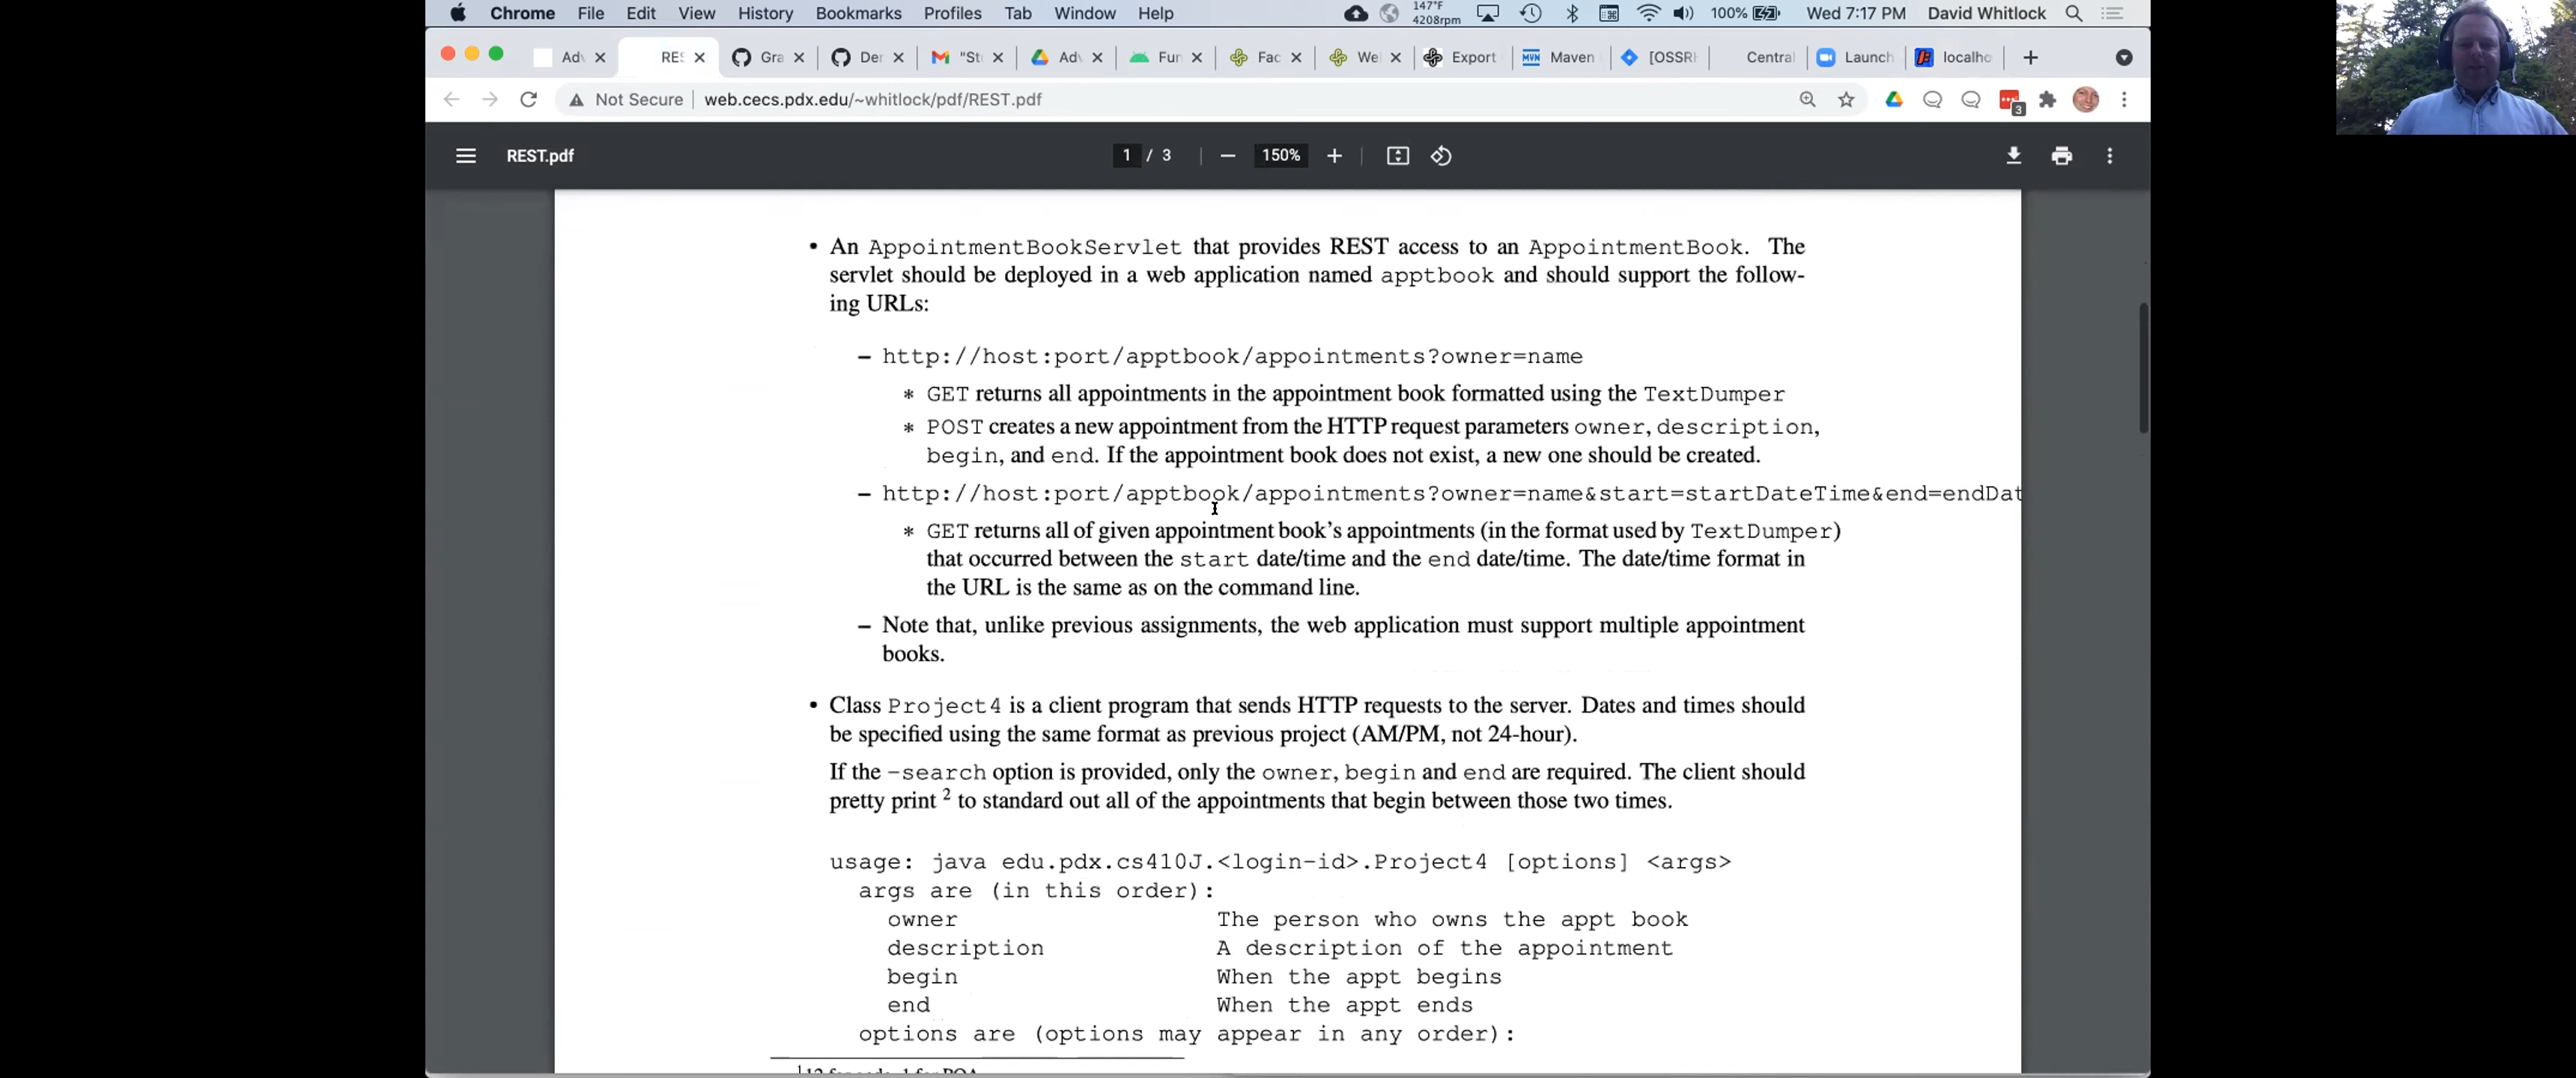 Chrome File Edit View History Bookmarks Profiles Tab Window Help 147°F 4208rpm 100% Wed 7:17 PM David Whitlock
Adv RES Gra Der "St Adv Fun Fac We Export Maven [OSSRH Central Launch localho
Not Secure web.cecs.pdx.edu/~whitlock/pdf/REST.pdf 3
REST.pdf 1 / 3 150%
• An AppointmentBookServlet that provides REST access to an AppointmentBook. The
servlet should be deployed in a web application named apptbook and should support the follow-
ing URLs:
– http://host:port/apptbook/appointments?owner=name
* GET returns all appointments in the appointment book formatted using the TextDumper
* POST creates a new appointment from the HTTP request parameters owner, description,
begin, and end. If the appointment book does not exist, a new one should be created.
– http://host:port/apptbook/appointments?owner=name&start=startDateTime&end=endDat
* GET returns all of given appointment book's appointments (in the format used by TextDumper)
that occurred between the start date/time and the end date/time. The date/time format in
the URL is the same as on the command line.
– Note that, unlike previous assignments, the web application must support multiple appointment
books.
• Class Project4 is a client program that sends HTTP requests to the server. Dates and times should
be specified using the same format as previous project (AM/PM, not 24-hour).
If the -search option is provided, only the owner, begin and end are required. The client should
pretty print 2 to standard out all of the appointments that begin between those two times.
usage: java edu.pdx.cs410J.<login-id>.Project4 [options] <args>
args are (in this order):
owner The person who owns the appt book
description A description of the appointment
begin When the appt begins
end When the appt ends
options are (options may appear in any order):